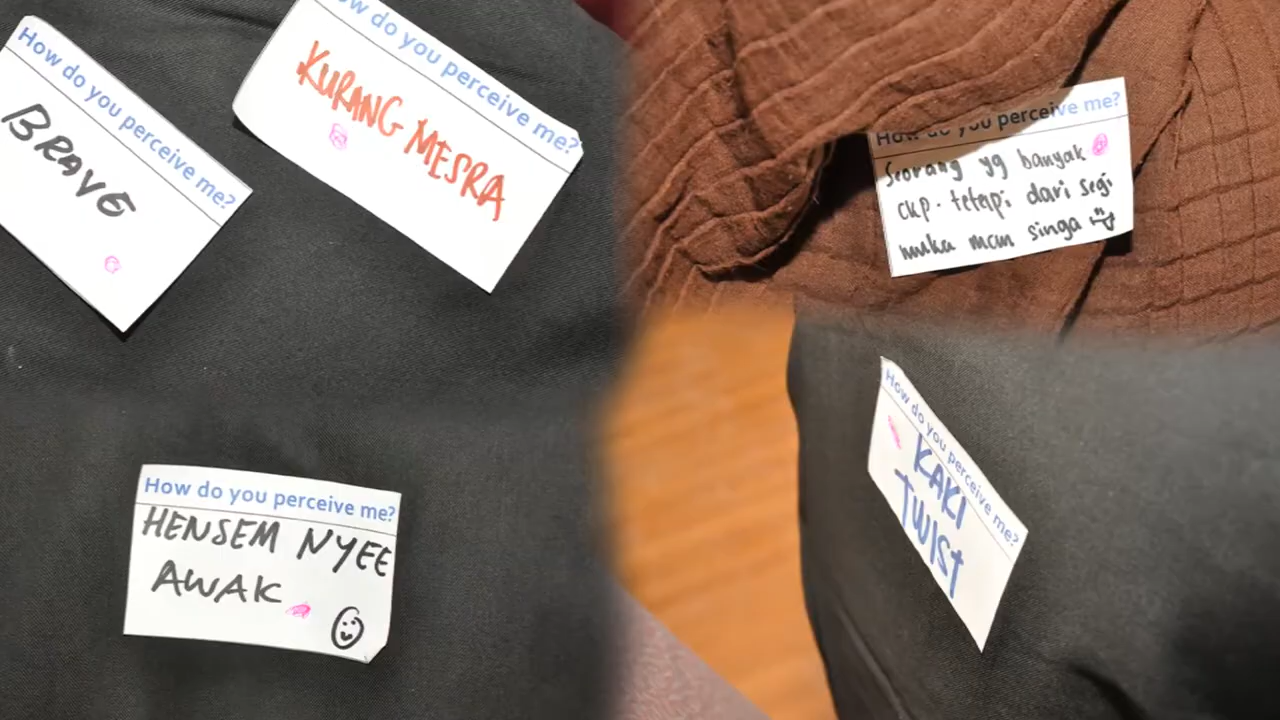 How do you perceive me?
BRAVE
How do you perceive me?
KURANG MESRA
How do you perceive me?
Seorang yg banyak
ckp. tetapi dari segi
muka mcm singa
How do you perceive me?
HENSEM NYEE
AWAK
How do you perceive me?
KAKI
TWIST